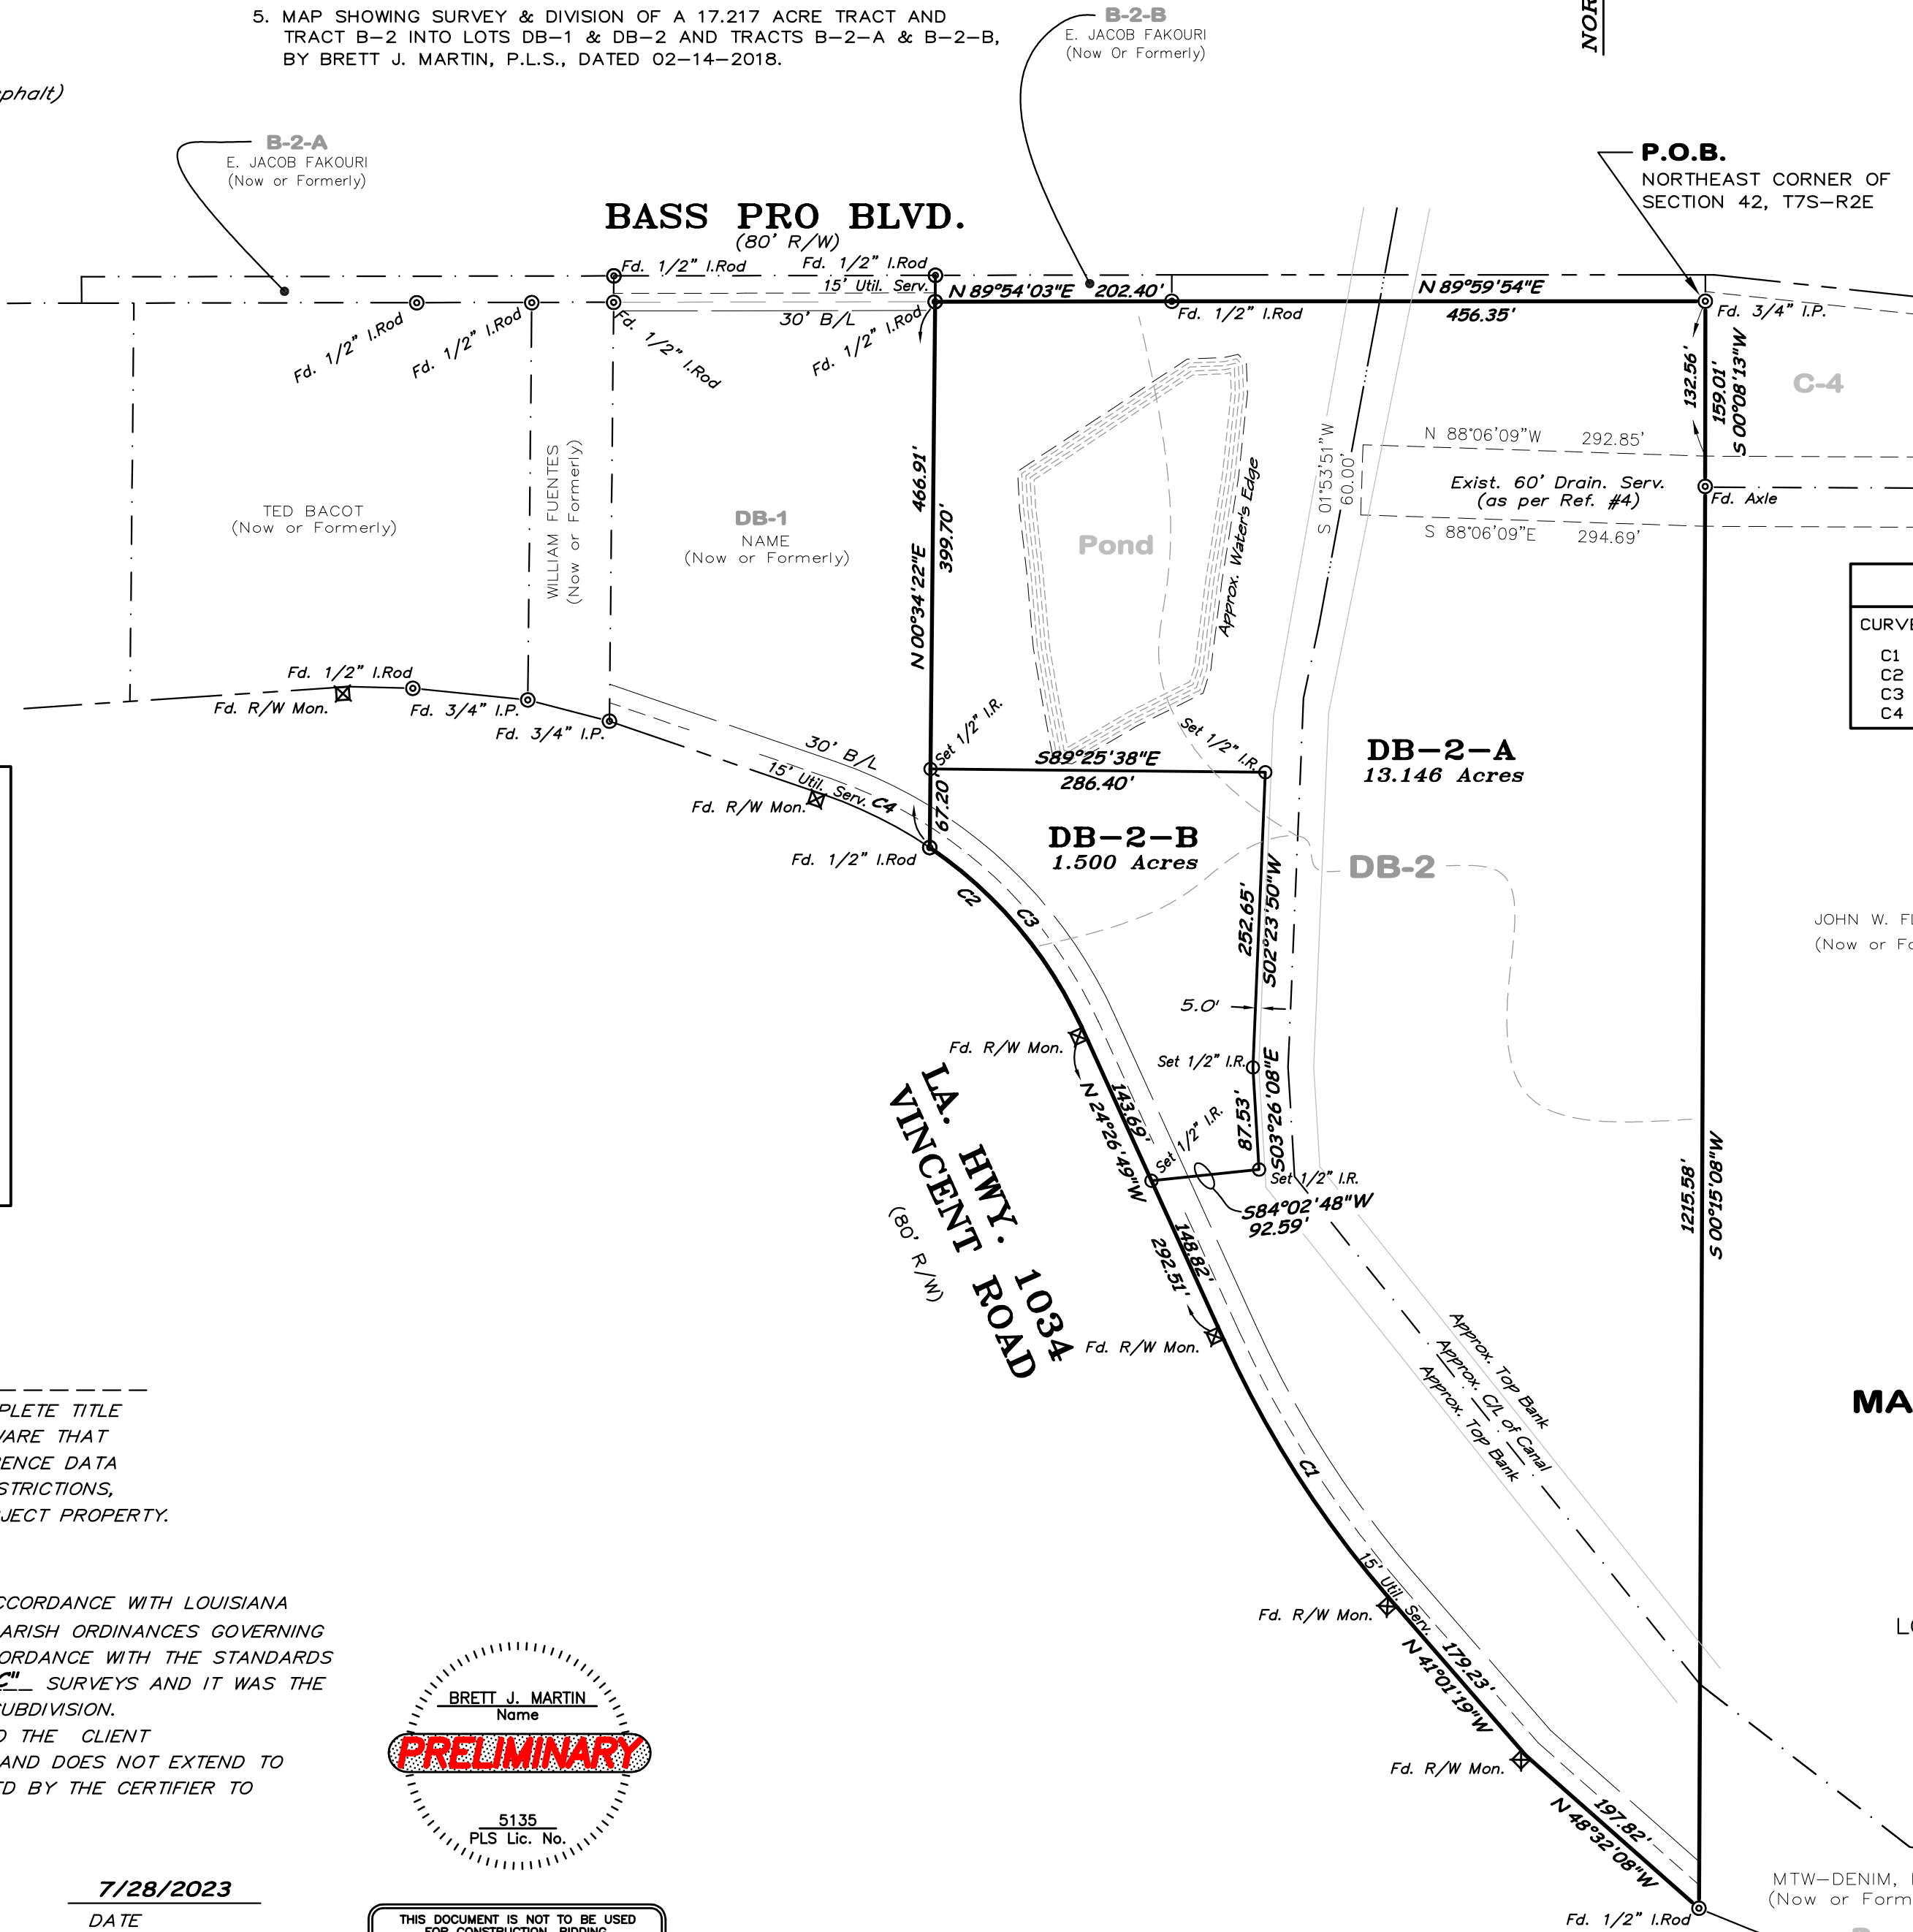 5. MAP SHOWING SURVEY & DIVISION OF A 17.217 ACRE TRACT AND
TRACT B-2 INTO LOTS DB-1 & DB-2 AND TRACTS B-2-A & B-2-B,
BY BRETT J. MARTIN, P.L.S., DATED 02-14-2018.
B-2-B
E. JACOB FAKOURI
(Now Or Formerly)
B-2-A
E. JACOB FAKOURI
(Now or Formerly)
P.O.B.
NORTHEAST CORNER OF
SECTION 42, T7S-R2E
BASS PRO BLVD.
(80' R/W)
Fd. 1/2" I.Rod
Fd. 1/2" I.Rod
15' Util. Serv.
30' B/L
N 89°54'03"E 202.40'
N 89°59'54"E
456.35'
Fd. 1/2" I.Rod
Fd. 3/4" I.P.
Fd. 1/2" I.Rod
Fd. 1/2" I.Rod
Fd. 1/2" I.Rod
Fd. 1/2" I.Rod
132.56'
159.01'
S 00°08'13"W
C-4
N 88°06'09"W 292.85'
Exist. 60' Drain. Serv.
(as per Ref. #4)
S 88°06'09"E 294.69'
S 01°53'51"W
60.00'
Fd. Axle
TED BACOT
(Now or Formerly)
WILLIAM FUENTES
(Now or Formerly)
DB-1
NAME
(Now or Formerly)
N 00°34'22"E 466.91'
399.70'
Pond
Approx. Water's Edge
CURVE
C1
C2
C3
C4
Fd. 1/2" I.Rod
Fd. R/W Mon.
Fd. 3/4" I.P.
Fd. 3/4" I.P.
30' B/L
15' Util. Serv. C4
Fd. R/W Mon.
Fd. 1/2" I.Rod
67.20'
Set 1/2" I.R.
Set 1/2" I.R.
S89°25'38"E
286.40'
DB-2-A
13.146 Acres
DB-2-B
1.500 Acres
DB-2
C2
C3
252.65'
S02°23'50"W
5.0'
JOHN W.
(Now or
Fd. R/W Mon.
Set 1/2" I.R.
87.53'
S03°26'08"E
143.69'
N 24°26'49"W
Set 1/2" I.R.
Set 1/2" I.R.
S84°02'48"W
92.59'
LA. HWY. 1034
VINCENT ROAD
(80' R/W)
148.82'
292.51'
Fd. R/W Mon.
1215.58'
S 00°15'08"W
Approx. Top Bank
Approx. C/L of Canal
Approx. Top Bank
C1
15' Util. Serv.
Fd. R/W Mon.
179.23'
N 41°01'19"W
Fd. R/W Mon.
197.82'
N 48°32'08"W
Fd. 1/2" I.Rod
MTW-DENIM,
(Now or
TITLE
THAT
DATA
PROPERTY.
WITH LOUISIANA
ORDINANCES GOVERNING
WITH THE STANDARDS
SURVEYS AND IT WAS THE
THE CLIENT
AND DOES NOT EXTEND TO
BY THE CERTIFIER TO
BRETT J. MARTIN
Name
PRELIMINARY
5135
PLS Lic. No.
7/28/2023
DATE
THIS DOCUMENT IS NOT TO BE USED
FOR CONSTRUCTION, BIDDING,